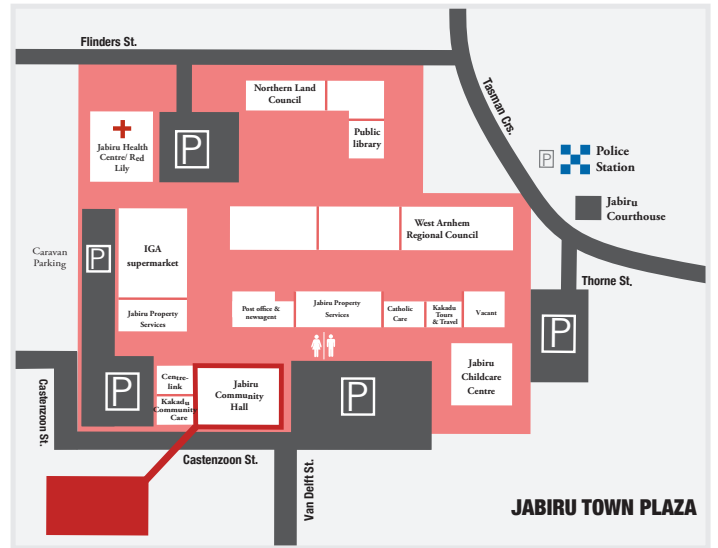 Flinders St.
Northern Land
Council
Tasman Crs.
Jabiru Health
Centre/ Red
Lily
P
Public
library
P
Police
Station
Jabiru
Courthouse
Caravan
Parking
P
IGA
supermarket
West Arnhem
Regional Council
Thorne St.
Jabiru Property
Services
Post office &
newsagent
Jabiru Property
Services
Catholic
Care
Kakadu
Tours
& Travel
Vacant
P
Jabiru
Childcare
Centre
P
Centre-
link
Kakadu
Community
Care
Jabiru
Community
Hall
P
Castenzoon St.
Castenzoon St.
Van Delft St.
JABIRU TOWN PLAZA